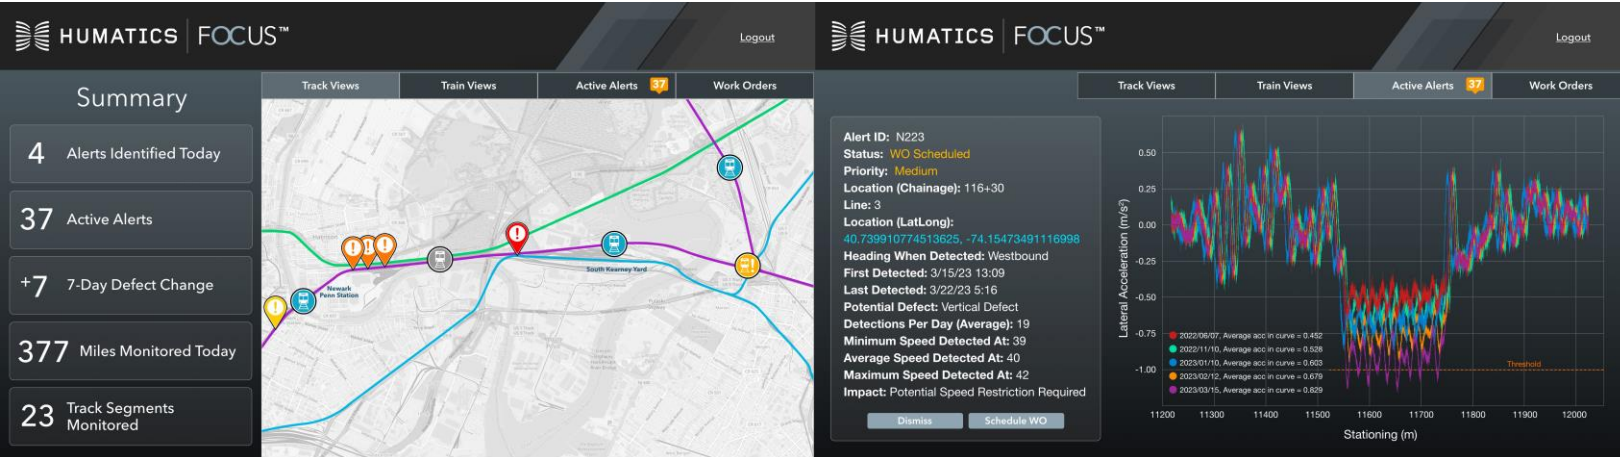 HUMATICS FOCUS™
Logout
Summary
4 Alerts Identified Today
37 Active Alerts
+7 7-Day Defect Change
377 Miles Monitored Today
23 Track Segments
Monitored
Track Views
Train Views
Active Alerts 37
Work Orders
Newark
Penn Station
South Kearney Yard
HUMATICS FOCUS™
Logout
Track Views
Train Views
Active Alerts 37
Work Orders
Alert ID: N223
Status: WO Scheduled
Priority: Medium
Location (Chainage): 116+30
Line: 3
Location (LatLong):
40.739910774513625, -74.15473491116998
Heading When Detected: Westbound
First Detected: 3/15/23 13:09
Last Detected: 3/22/23 5:16
Potential Defect: Vertical Defect
Detections Per Day (Average): 19
Minimum Speed Detected At: 39
Average Speed Detected At: 40
Maximum Speed Detected At: 42
Impact: Potential Speed Restriction Required
Dismiss
Schedule WO
Lateral Acceleration (m/s²)
0.50
0.25
0.00
-0.25
-0.50
-0.75
-1.00
2022/06/07, Average acc in curve = 0.452
2022/11/10, Average acc in curve = 0.528
2023/01/10, Average acc in curve = 0.603
2023/02/12, Average acc in curve = 0.679
2023/03/15, Average acc in curve = 0.829
Threshold
11200 11300 11400 11500 11600 11700 11800 11900 12000
Stationing (m)